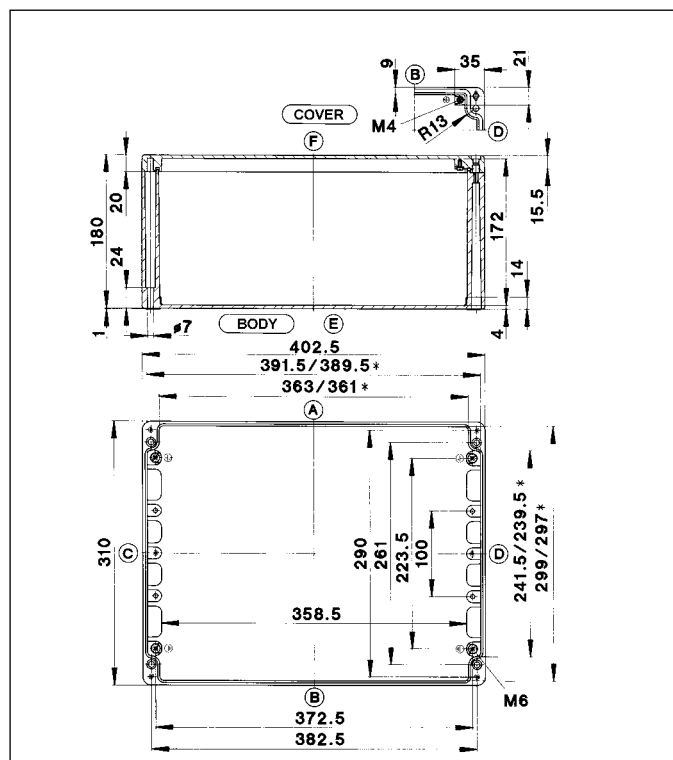 9
B
35
21
COVER
M4
R13
D
F
180
20
24
1
172
15.5
14
4
ø7
BODY
E
402.5
391.5/389.5*
363/361*
A
310
C
290
261
223.5
100
D
241.5/239.5*
299/297*
358.5
B
M6
372.5
382.5